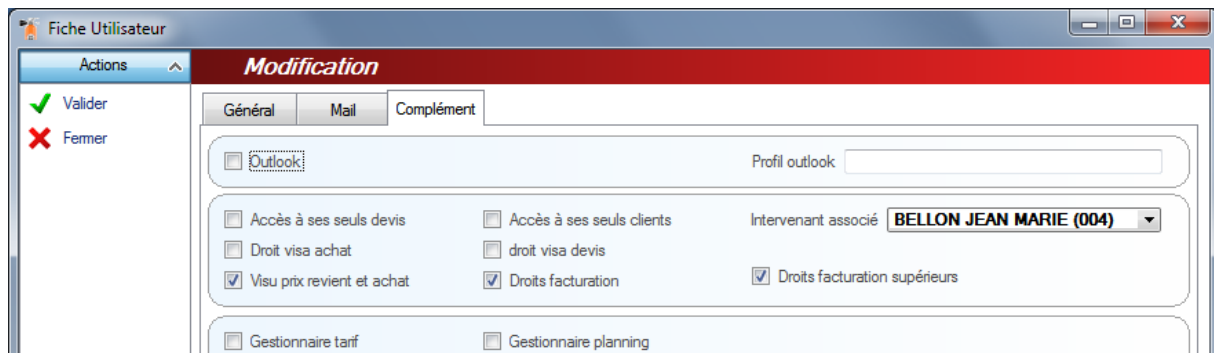 Fiche Utilisateur
Actions
Modification
Valider
Fermer
Général Mail Complément
Outlook Profil outlook
Accès à ses seuls devis Accès à ses seuls clients Intervenant associé BELLON JEAN MARIE (004)
Droit visa achat droit visa devis
Visu prix revient et achat Droits facturation Droits facturation supérieurs
Gestionnaire tarif Gestionnaire planning